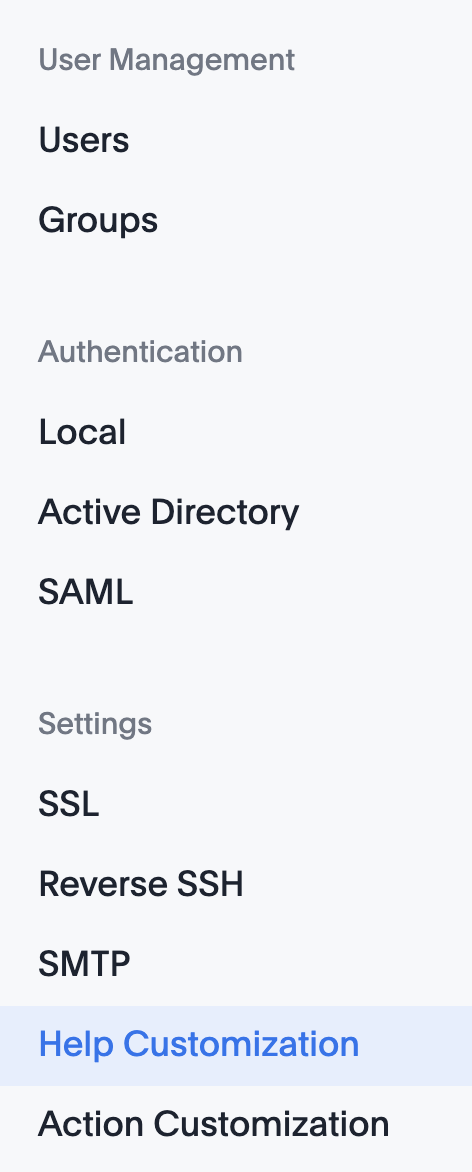 User Management
Users
Groups
Authentication
Local
Active Directory
SAML
Settings
SSL
Reverse SSH
SMTP
Help Customization
Action Customization